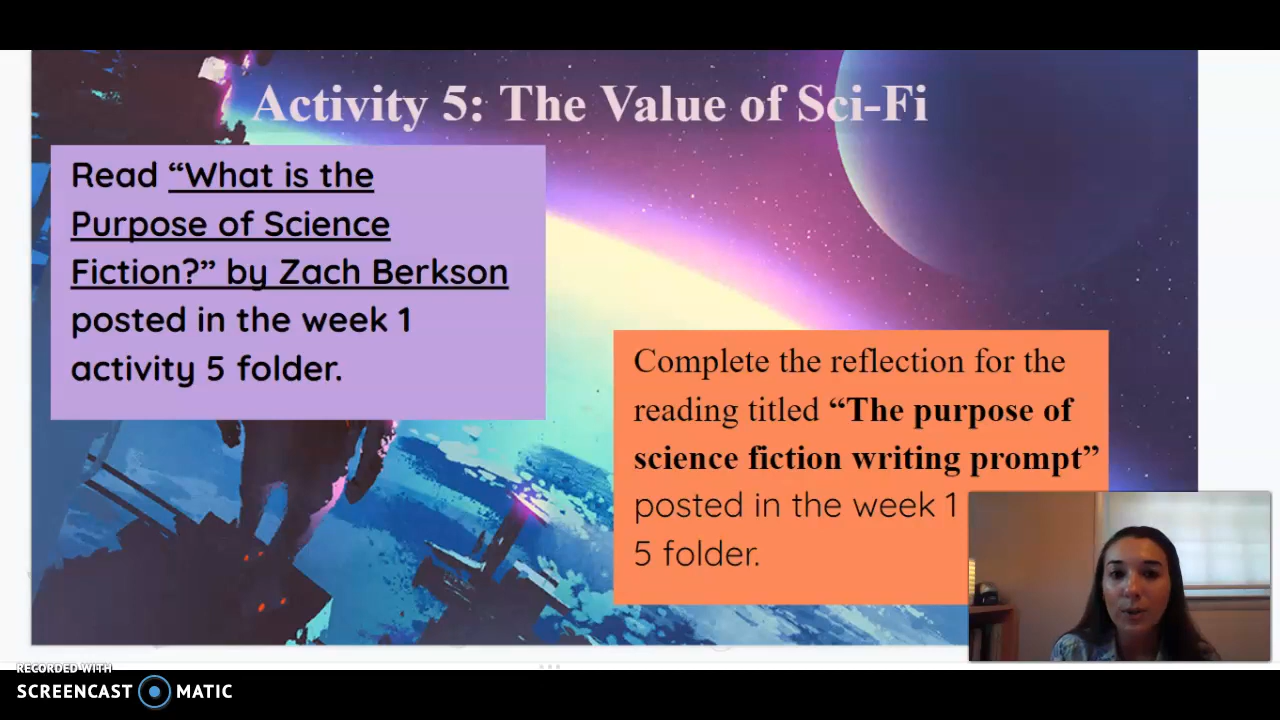 Activity 5: The Value of Sci-Fi
Read “What is the
Purpose of Science
Fiction?” by Zach Berkson
posted in the week 1
activity 5 folder.
Complete the reflection for the
reading titled “The purpose of
science fiction writing prompt”
posted in the week 1
5 folder.
RECORDED WITH
SCREENCAST MATIC